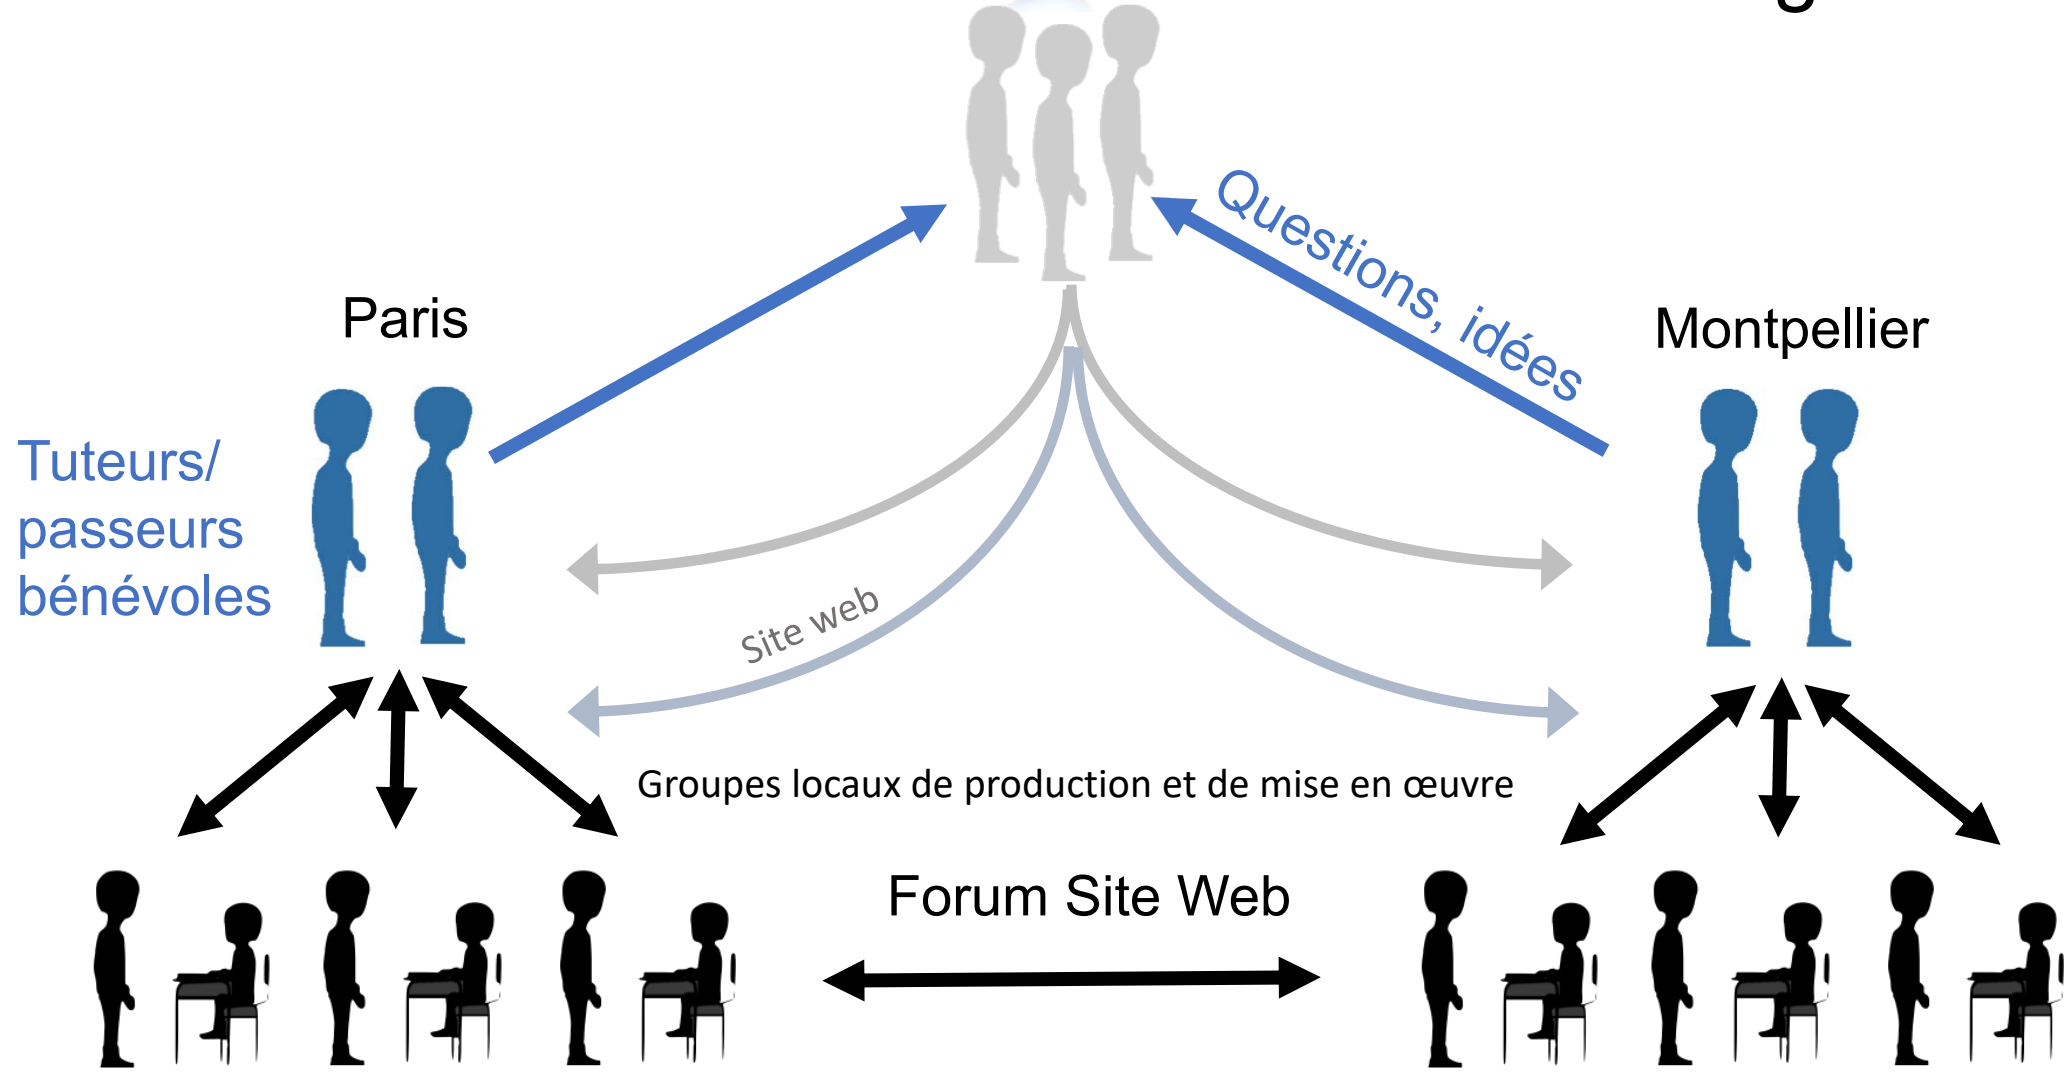 Questions, idées
Paris
Montpellier
Tuteurs/
passeurs
bénévoles
Site web
Groupes locaux de production et de mise en œuvre
Forum Site Web